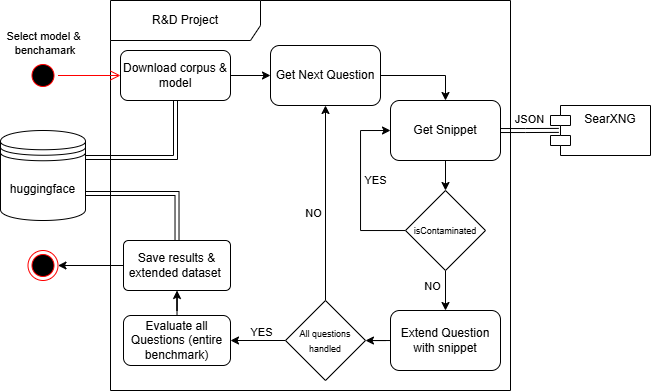 R&D Project
Select model &
benchamark
Download corpus &
model
Get Next Question
Get Snippet
JSON
SearXNG
huggingface
YES
isContaminated
NO
NO
Save results &
extended dataset
Evaluate all
Questions (entire
benchmark)
YES
All questions
handled
Extend Question
with snippet